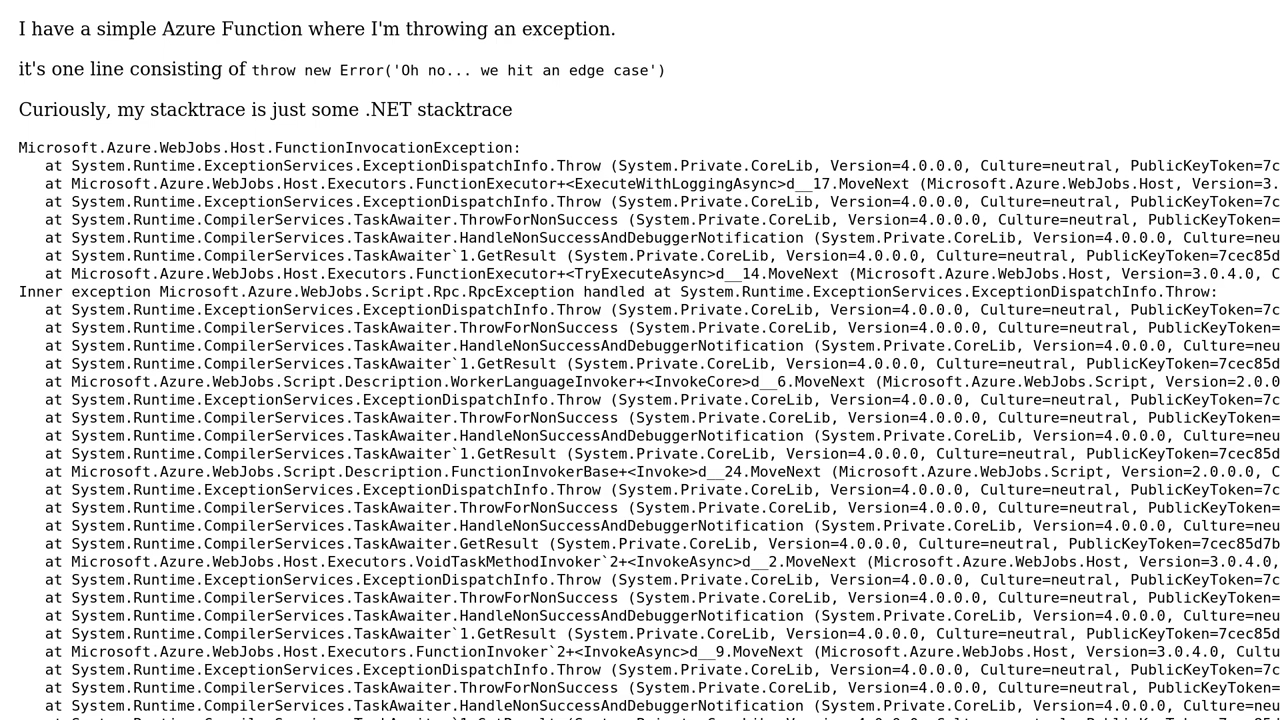 I have a simple Azure Function where I'm throwing an exception.
it's one line consisting of throw new Error('Oh no... we hit an edge case')
Curiously, my stacktrace is just some .NET stacktrace
Microsoft.Azure.WebJobs.Host.FunctionInvocationException:
at System.Runtime.ExceptionServices.ExceptionDispatchInfo.Throw (System.Private.CoreLib, Version=4.0.0.0, Culture=neutral, PublicKeyToken=7c
at Microsoft.Azure.WebJobs.Host.Executors.FunctionExecutor+<ExecuteWithLoggingAsync>d__17.MoveNext (Microsoft.Azure.WebJobs.Host, Version=3.
at System.Runtime.ExceptionServices.ExceptionDispatchInfo.Throw (System.Private.CoreLib, Version=4.0.0.0, Culture=neutral, PublicKeyToken=7c
at System.Runtime.CompilerServices.TaskAwaiter.ThrowForNonSuccess (System.Private.CoreLib, Version=4.0.0.0, Culture=neutral, PublicKeyToken=
at System.Runtime.CompilerServices.TaskAwaiter.HandleNonSuccessAndDebuggerNotification (System.Private.CoreLib, Version=4.0.0.0, Culture=neu
at System.Runtime.CompilerServices.TaskAwaiter`1.GetResult (System.Private.CoreLib, Version=4.0.0.0, Culture=neutral, PublicKeyToken=7cec85d
at Microsoft.Azure.WebJobs.Host.Executors.FunctionExecutor+<TryExecuteAsync>d__14.MoveNext (Microsoft.Azure.WebJobs.Host, Version=3.0.4.0, C
Inner exception Microsoft.Azure.WebJobs.Script.Rpc.RpcException handled at System.Runtime.ExceptionServices.ExceptionDispatchInfo.Throw:
at System.Runtime.ExceptionServices.ExceptionDispatchInfo.Throw (System.Private.CoreLib, Version=4.0.0.0, Culture=neutral, PublicKeyToken=7c
at System.Runtime.CompilerServices.TaskAwaiter.ThrowForNonSuccess (System.Private.CoreLib, Version=4.0.0.0, Culture=neutral, PublicKeyToken=
at System.Runtime.CompilerServices.TaskAwaiter.HandleNonSuccessAndDebuggerNotification (System.Private.CoreLib, Version=4.0.0.0, Culture=neu
at System.Runtime.CompilerServices.TaskAwaiter`1.GetResult (System.Private.CoreLib, Version=4.0.0.0, Culture=neutral, PublicKeyToken=7cec85d
at Microsoft.Azure.WebJobs.Script.Description.WorkerLanguageInvoker+<InvokeCore>d__6.MoveNext (Microsoft.Azure.WebJobs.Script, Version=2.0.0
at System.Runtime.ExceptionServices.ExceptionDispatchInfo.Throw (System.Private.CoreLib, Version=4.0.0.0, Culture=neutral, PublicKeyToken=7c
at System.Runtime.CompilerServices.TaskAwaiter.ThrowForNonSuccess (System.Private.CoreLib, Version=4.0.0.0, Culture=neutral, PublicKeyToken=
at System.Runtime.CompilerServices.TaskAwaiter.HandleNonSuccessAndDebuggerNotification (System.Private.CoreLib, Version=4.0.0.0, Culture=neu
at System.Runtime.CompilerServices.TaskAwaiter`1.GetResult (System.Private.CoreLib, Version=4.0.0.0, Culture=neutral, PublicKeyToken=7cec85d
at Microsoft.Azure.WebJobs.Script.Description.FunctionInvokerBase+<Invoke>d__24.MoveNext (Microsoft.Azure.WebJobs.Script, Version=2.0.0.0, C
at System.Runtime.ExceptionServices.ExceptionDispatchInfo.Throw (System.Private.CoreLib, Version=4.0.0.0, Culture=neutral, PublicKeyToken=7c
at System.Runtime.CompilerServices.TaskAwaiter.ThrowForNonSuccess (System.Private.CoreLib, Version=4.0.0.0, Culture=neutral, PublicKeyToken=
at System.Runtime.CompilerServices.TaskAwaiter.HandleNonSuccessAndDebuggerNotification (System.Private.CoreLib, Version=4.0.0.0, Culture=neu
at System.Runtime.CompilerServices.TaskAwaiter.GetResult (System.Private.CoreLib, Version=4.0.0.0, Culture=neutral, PublicKeyToken=7cec85d7b
at Microsoft.Azure.WebJobs.Host.Executors.VoidTaskMethodInvoker`2+<InvokeAsync>d__2.MoveNext (Microsoft.Azure.WebJobs.Host, Version=3.0.4.0,
at System.Runtime.ExceptionServices.ExceptionDispatchInfo.Throw (System.Private.CoreLib, Version=4.0.0.0, Culture=neutral, PublicKeyToken=7c
at System.Runtime.CompilerServices.TaskAwaiter.ThrowForNonSuccess (System.Private.CoreLib, Version=4.0.0.0, Culture=neutral, PublicKeyToken=
at System.Runtime.CompilerServices.TaskAwaiter.HandleNonSuccessAndDebuggerNotification (System.Private.CoreLib, Version=4.0.0.0, Culture=neu
at System.Runtime.CompilerServices.TaskAwaiter`1.GetResult (System.Private.CoreLib, Version=4.0.0.0, Culture=neutral, PublicKeyToken=7cec85d
at Microsoft.Azure.WebJobs.Host.Executors.FunctionInvoker`2+<InvokeAsync>d__9.MoveNext (Microsoft.Azure.WebJobs.Host, Version=3.0.4.0, Cultu
at System.Runtime.ExceptionServices.ExceptionDispatchInfo.Throw (System.Private.CoreLib, Version=4.0.0.0, Culture=neutral, PublicKeyToken=7c
at System.Runtime.CompilerServices.TaskAwaiter.ThrowForNonSuccess (System.Private.CoreLib, Version=4.0.0.0, Culture=neutral, PublicKeyToken=
at System.Runtime.CompilerServices.TaskAwaiter.HandleNonSuccessAndDebuggerNotification (System.Private.CoreLib, Version=4.0.0.0, Culture=neu